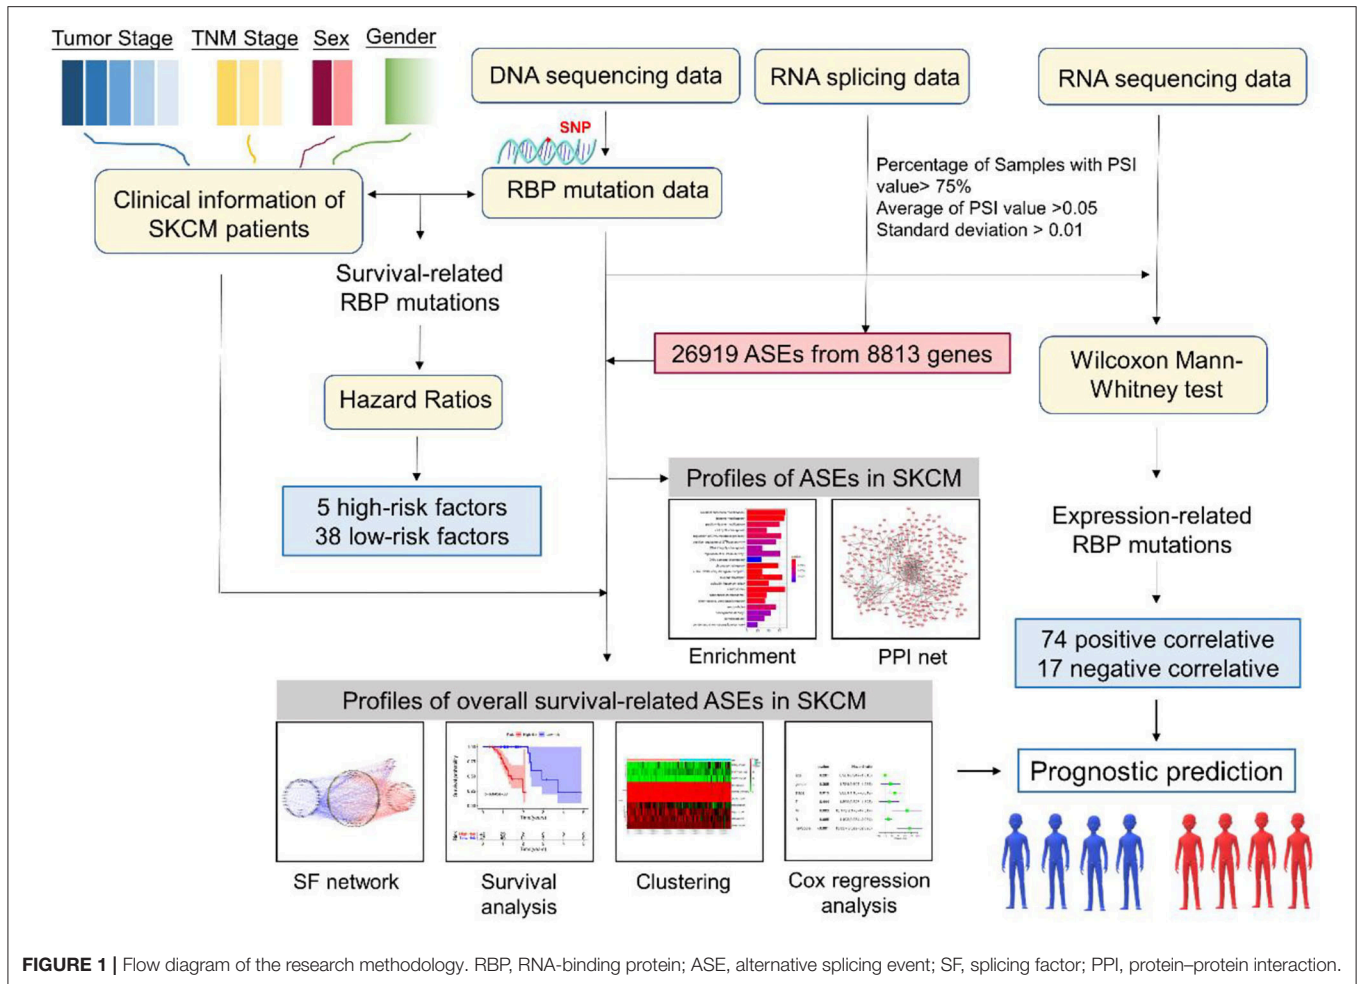 Tumor Stage
TNM Stage
Sex
Gender
DNA sequencing data
RNA splicing data
RNA sequencing data
SNP
Clinical information of
SKCM patients
RBP mutation data
Percentage of Samples with PSI
value> 75%
Average of PSI value >0.05
Standard deviation > 0.01
Survival-related
RBP mutations
26919 ASEs from 8813 genes
Wilcoxon Mann-
Whitney test
Hazard Ratios
5 high-risk factors
38 low-risk factors
Profiles of ASEs in SKCM
Enrichment
PPI net
Expression-related
RBP mutations
74 positive correlative
17 negative correlative
Profiles of overall survival-related ASEs in SKCM
SF network
Survival
analysis
Clustering
Cox regression
analysis
Prognostic prediction
FIGURE 1 | Flow diagram of the research methodology. RBP, RNA-binding protein; ASE, alternative splicing event; SF, splicing factor; PPI, protein–protein interaction.